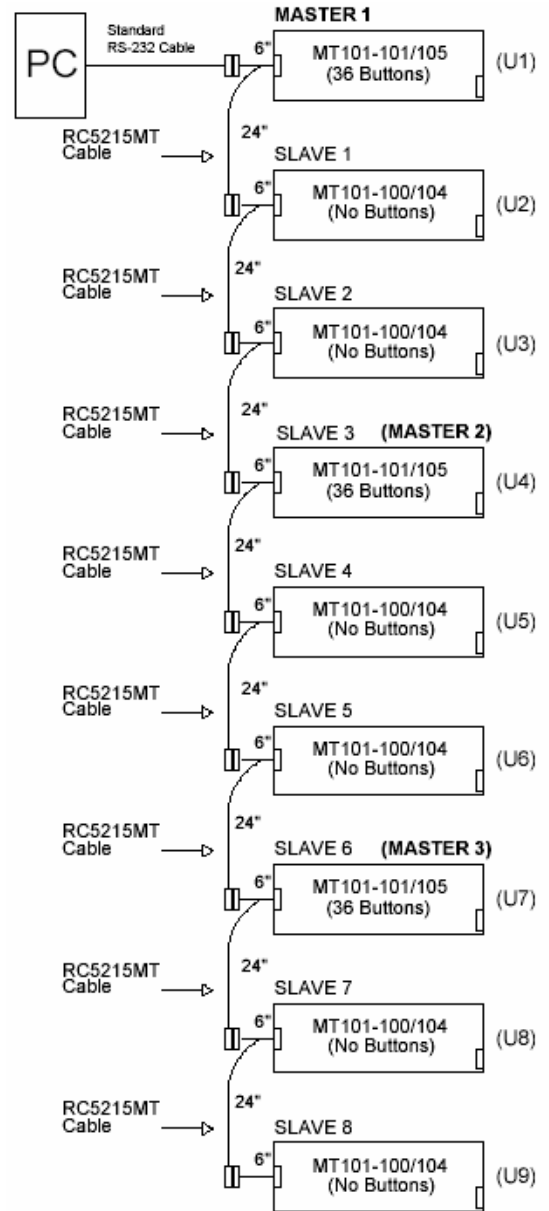 MASTER 1
Standard
RS-232 Cable
PC
6"
MT101-101/105
(36 Buttons)
(U1)
RC5215MT
Cable
24"
SLAVE 1
6"
MT101-100/104
(No Buttons)
(U2)
RC5215MT
Cable
24"
SLAVE 2
6"
MT101-100/104
(No Buttons)
(U3)
RC5215MT
Cable
24"
SLAVE 3 (MASTER 2)
6"
MT101-101/105
(36 Buttons)
(U4)
RC5215MT
Cable
24"
SLAVE 4
6"
MT101-100/104
(No Buttons)
(U5)
RC5215MT
Cable
24"
SLAVE 5
6"
MT101-100/104
(No Buttons)
(U6)
RC5215MT
Cable
24"
SLAVE 6 (MASTER 3)
6"
MT101-101/105
(36 Buttons)
(U7)
RC5215MT
Cable
24"
SLAVE 7
6"
MT101-100/104
(No Buttons)
(U8)
RC5215MT
Cable
24"
SLAVE 8
6"
MT101-100/104
(No Buttons)
(U9)